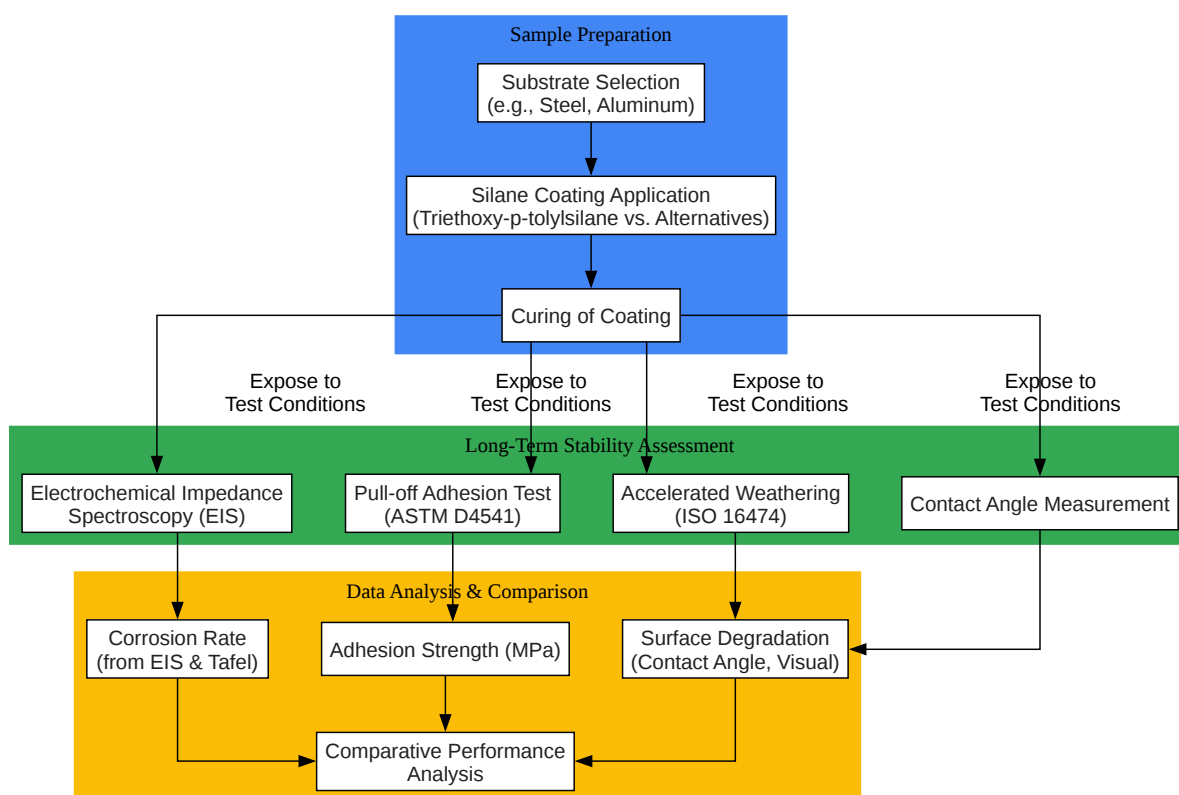 Sample Preparation
Substrate Selection
(e.g., Steel, Aluminum)
Silane Coating Application
(Triethoxy-p-tolylsilane vs. Alternatives)
Curing of Coating
Expose to
Test Conditions
Expose to
Test Conditions
Expose to
Test Conditions
Expose to
Test Conditions
Long-Term Stability Assessment
Electrochemical Impedance
Spectroscopy (EIS)
Pull-off Adhesion Test
(ASTM D4541)
Accelerated Weathering
(ISO 16474)
Contact Angle Measurement
Data Analysis & Comparison
Corrosion Rate
(from EIS & Tafel)
Adhesion Strength (MPa)
Surface Degradation
(Contact Angle, Visual)
Comparative Performance
Analysis